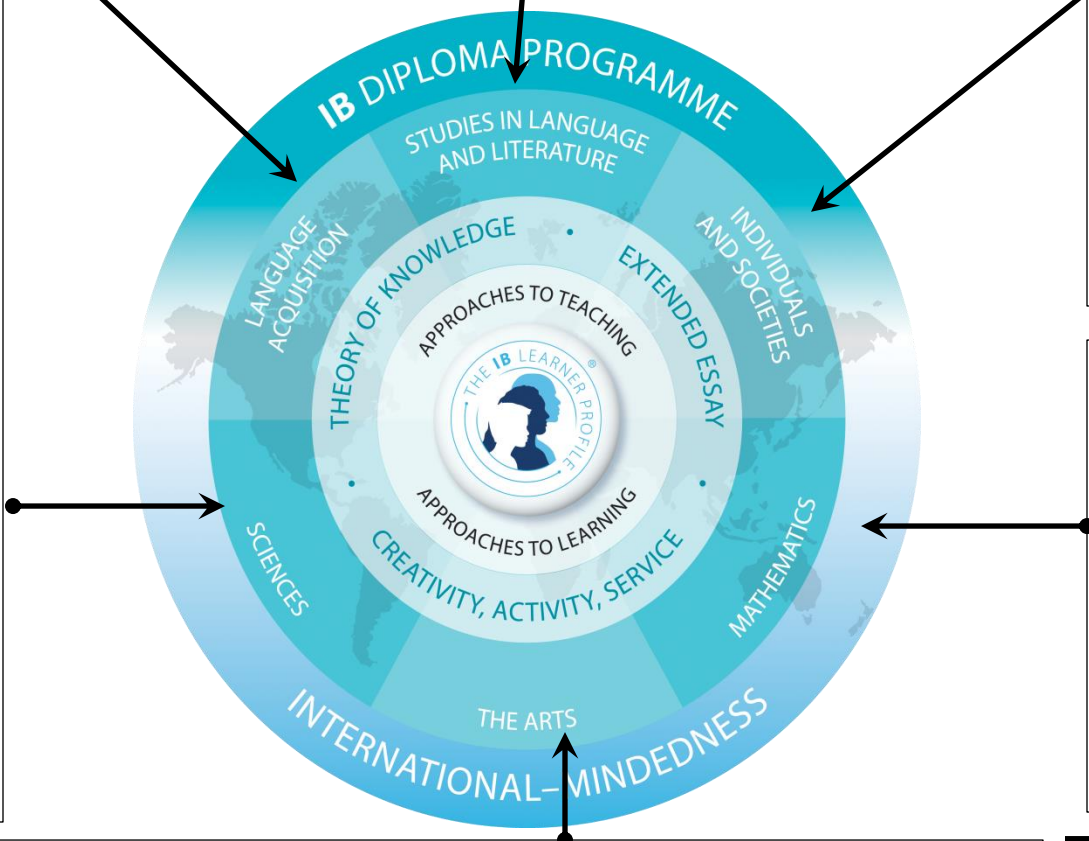 IB DIPLOMA PROGRAMME
STUDIES IN LANGUAGE
AND LITERATURE
LANGUAGE
ACQUISITION
INDIVIDUALS
AND SOCIETIES
THEORY OF KNOWLEDGE
•
EXTENDED ESSAY
APPROACHES TO TEACHING
THE IB LEARNER PROFILE
®
APPROACHES TO LEARNING
•
•
CREATIVITY, ACTIVITY, SERVICE
SCIENCES
MATHEMATICS
THE ARTS
INTERNATIONAL–MINDEDNESS